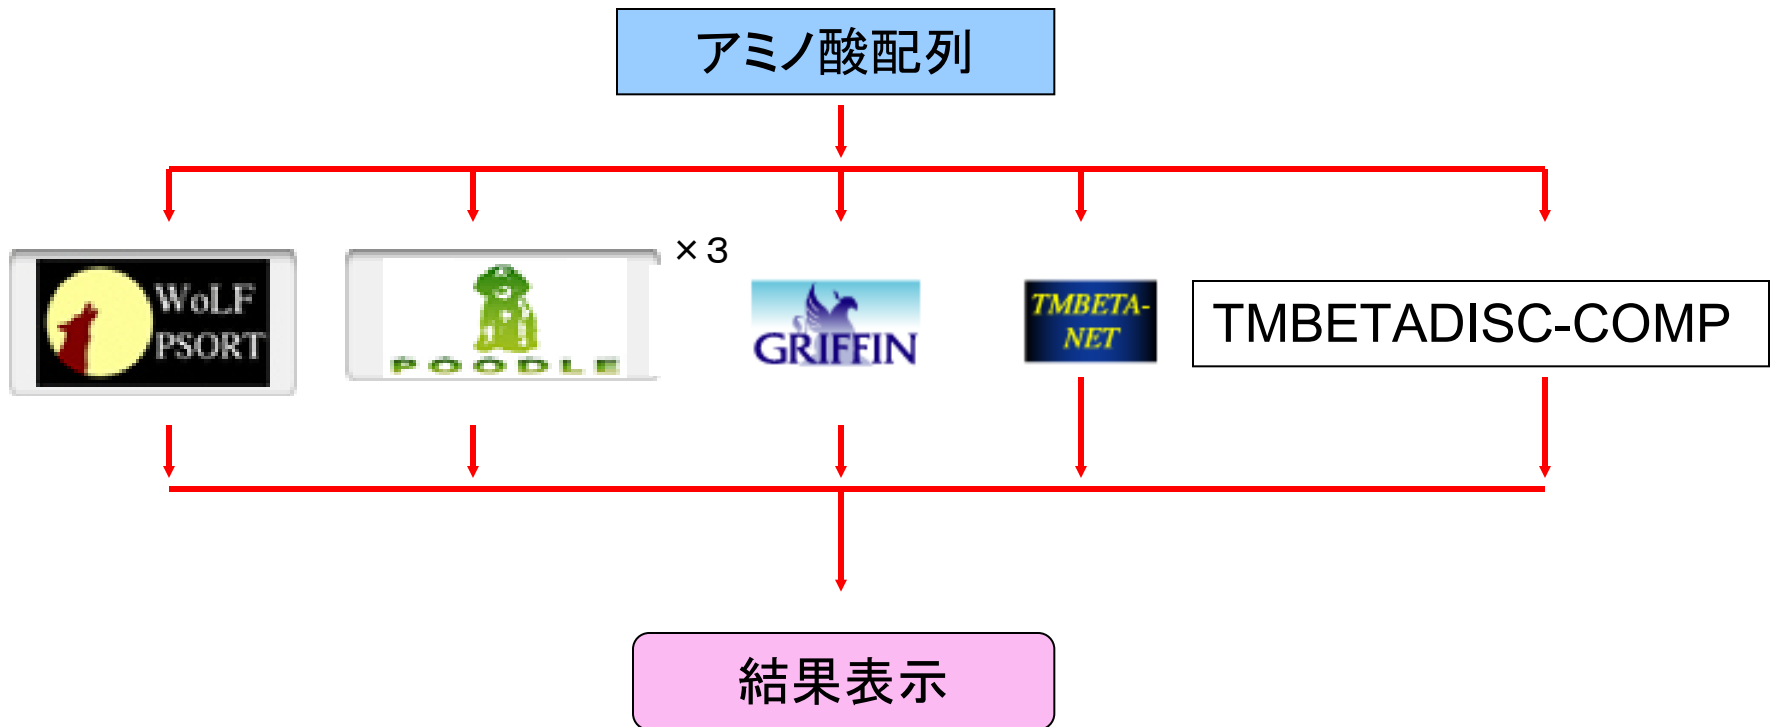 アミノ酸配列
WoLF
PSORT
POODLE
×３
GRIFFIN
TMBETA-
NET
TMBETADISC-COMP
結果表示